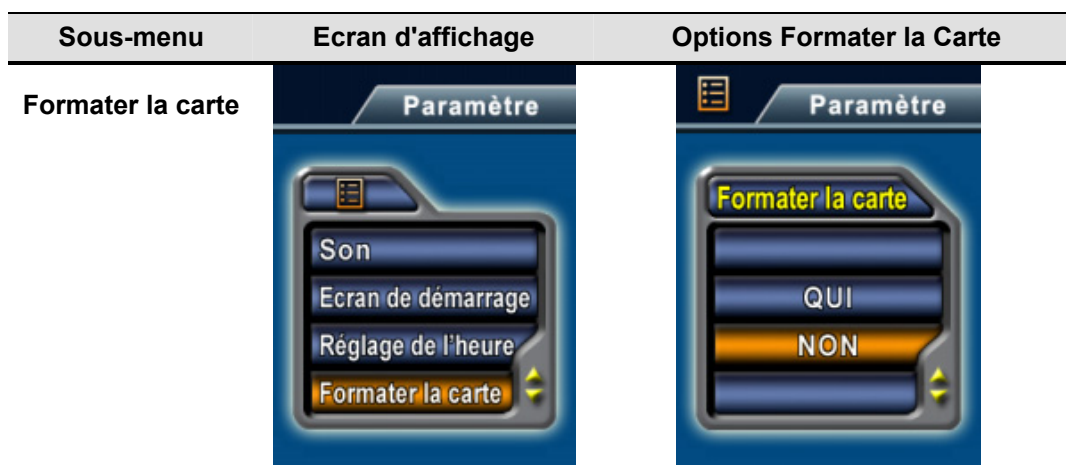 Sous-menu Ecran d'affichage Options Formater la Carte
Formater la carte
Paramètre
Son
Ecran de démarrage
Réglage de l'heure
Formater la carte
Paramètre
Formater la carte
QUI
NON